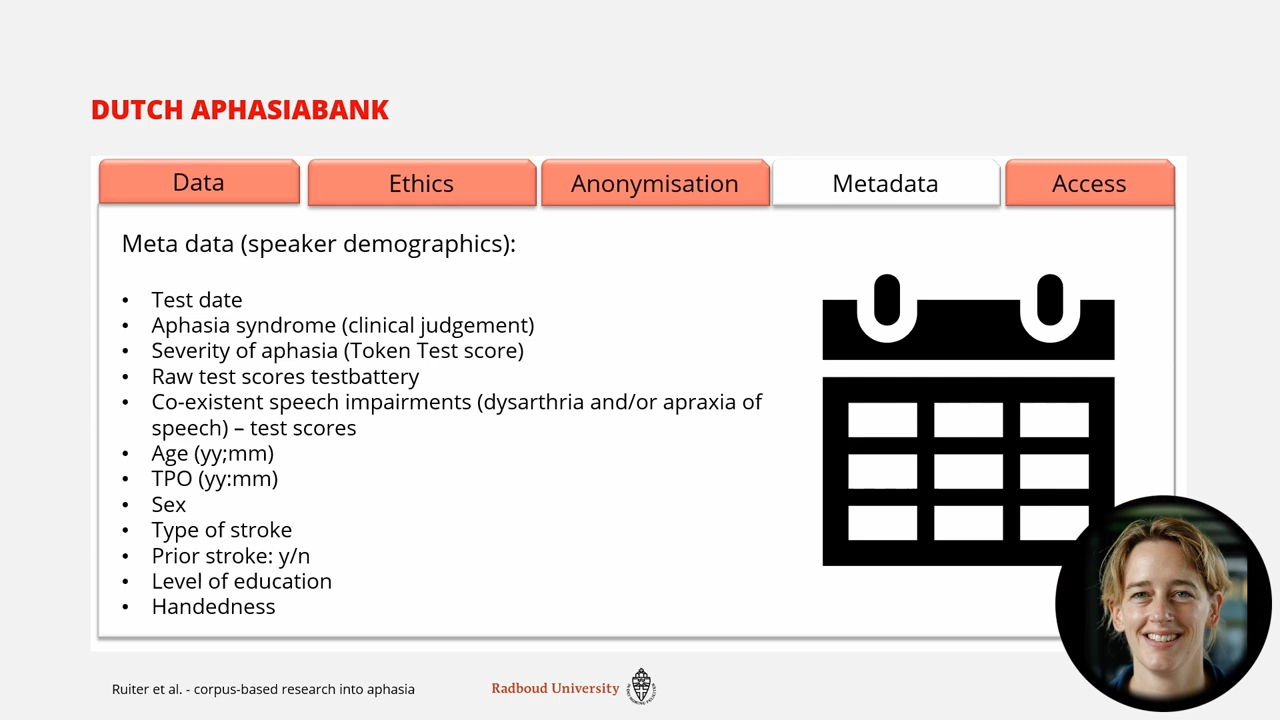 DUTCH APHASIABANK
Data
Ethics
Anonymisation
Metadata
Access
Meta data (speaker demographics):
• Test date
• Aphasia syndrome (clinical judgement)
• Severity of aphasia (Token Test score)
• Raw test scores testbattery
• Co-existent speech impairments (dysarthria and/or apraxia of
speech) – test scores
• Age (yy;mm)
• TPO (yy:mm)
• Sex
• Type of stroke
• Prior stroke: y/n
• Level of education
• Handedness
Ruiter et al. - corpus-based research into aphasia
Radboud University